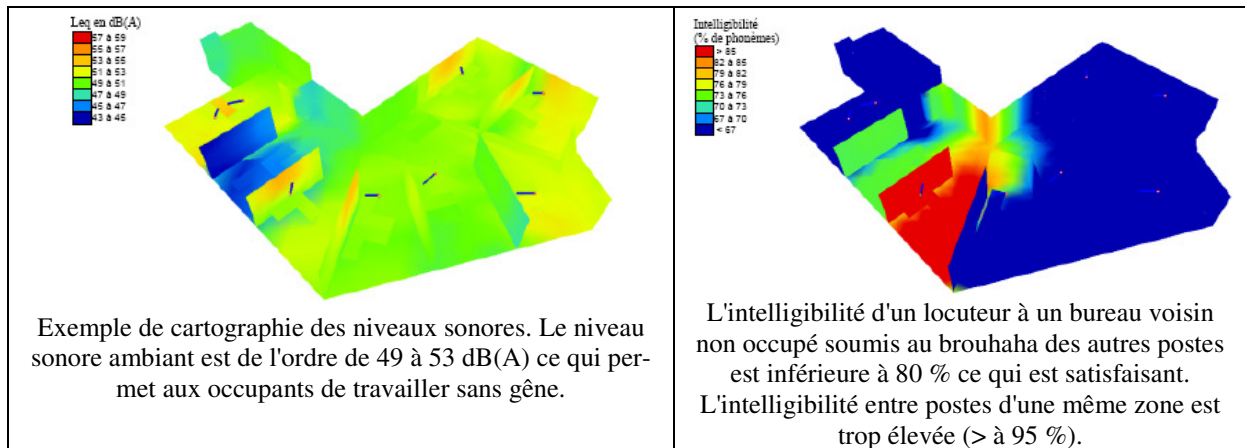 Leq en dB(A)
57 à 59
55 à 57
53 à 55
51 à 53
49 à 51
47 à 49
45 à 47
43 à 45
Exemple de cartographie des niveaux sonores. Le niveau
sonore ambiant est de l'ordre de 49 à 53 dB(A) ce qui per-
met aux occupants de travailler sans gêne.
Intelligibilité
(% de phonèmes)
> 85
82 à 85
79 à 82
76 à 79
73 à 76
70 à 73
67 à 70
< 67
L'intelligibilité d'un locuteur à un bureau voisin
non occupé soumis au brouhaha des autres postes
est inférieure à 80 % ce qui est satisfaisant.
L'intelligibilité entre postes d'une même zone est
trop élevée (> à 95 %).